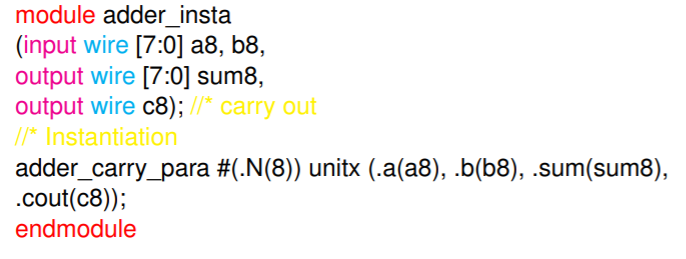 module adder_insta
(input wire [7:0] a8, b8,
output wire [7:0] sum8,
output wire c8); //* carry out
//* Instantiation
adder_carry_para #(.N(8)) unitx (.a(a8), .b(b8), .sum(sum8),
.cout(c8));
endmodule